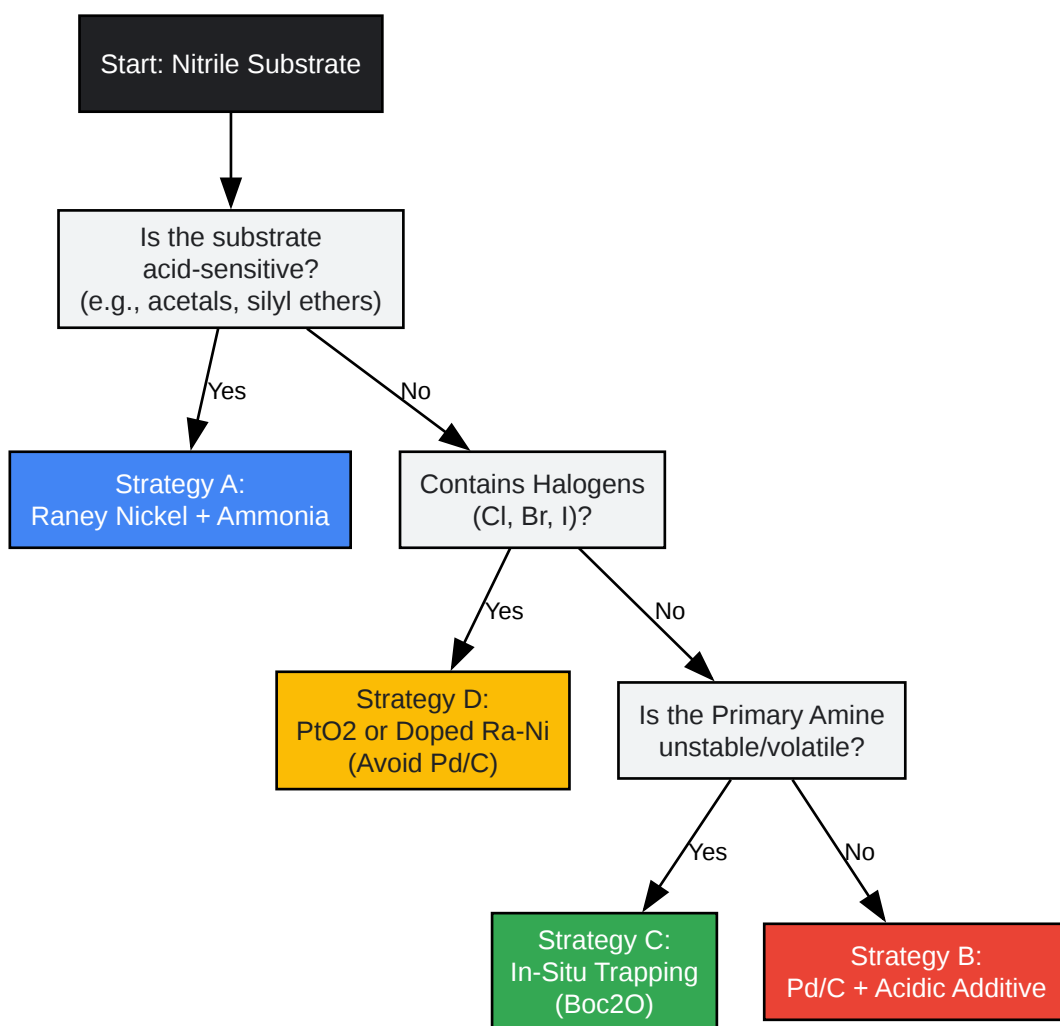 Start: Nitrile Substrate
Is the substrate
acid-sensitive?
(e.g., acetals, silyl ethers)
Yes
No
Strategy A:
Raney Nickel + Ammonia
Contains Halogens
(Cl, Br, I)?
Yes
No
Strategy D:
PtO2 or Doped Ra-Ni
(Avoid Pd/C)
Is the Primary Amine
unstable/volatile?
Yes
No
Strategy C:
In-Situ Trapping
(Boc2O)
Strategy B:
Pd/C + Acidic Additive